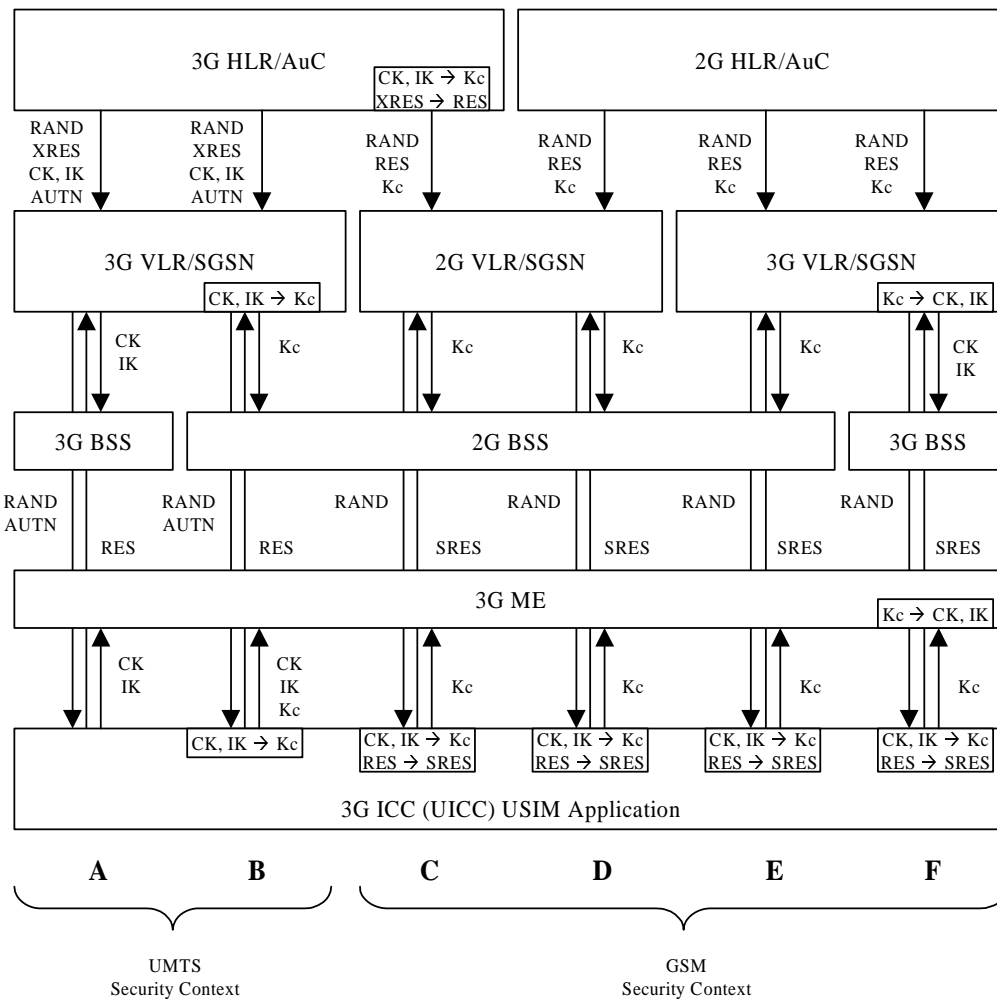 3G HLR/AuC
2G HLR/AuC
CK, IK → Kc
XRES → RES
RAND
XRES
CK, IK
AUTN
RAND
XRES
CK, IK
AUTN
RAND
RES
Kc
RAND
RES
Kc
RAND
RES
Kc
RAND
RES
Kc
3G VLR/SGSN
2G VLR/SGSN
3G VLR/SGSN
CK, IK → Kc
Kc → CK, IK
CK
IK
Kc
Kc
Kc
Kc
CK
IK
3G BSS
2G BSS
3G BSS
RAND
AUTN
RES
RAND
AUTN
RES
RAND
SRES
RAND
SRES
RAND
SRES
RAND
SRES
3G ME
Kc → CK, IK
CK
IK
CK
IK
Kc
Kc
Kc
Kc
Kc
CK, IK → Kc
CK, IK → Kc
RES → SRES
CK, IK → Kc
RES → SRES
CK, IK → Kc
RES → SRES
CK, IK → Kc
RES → SRES
3G ICC (UICC) USIM Application
A
B
C
D
E
F
UMTS
Security Context
GSM
Security Context